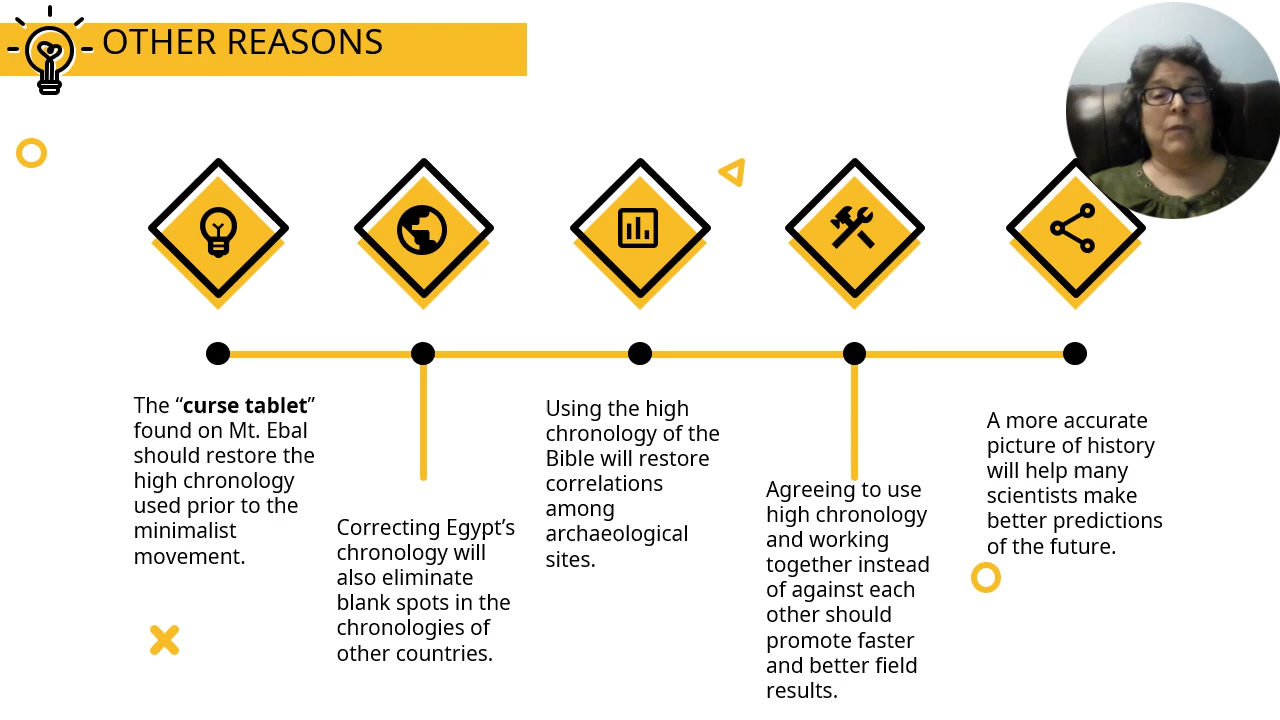 OTHER REASONS
The “curse tablet”
found on Mt. Ebal
should restore the
high chronology
used prior to the
minimalist
movement.
Correcting Egypt’s
chronology will
also eliminate
blank spots in the
chronologies of
other countries.
Using the high
chronology of the
Bible will restore
correlations
among
archaeological
sites.
Agreeing to use
high chronology
and working
together instead
of against each
other should
promote faster
and better field
results.
A more accurate
picture of history
will help many
scientists make
better predictions
of the future.